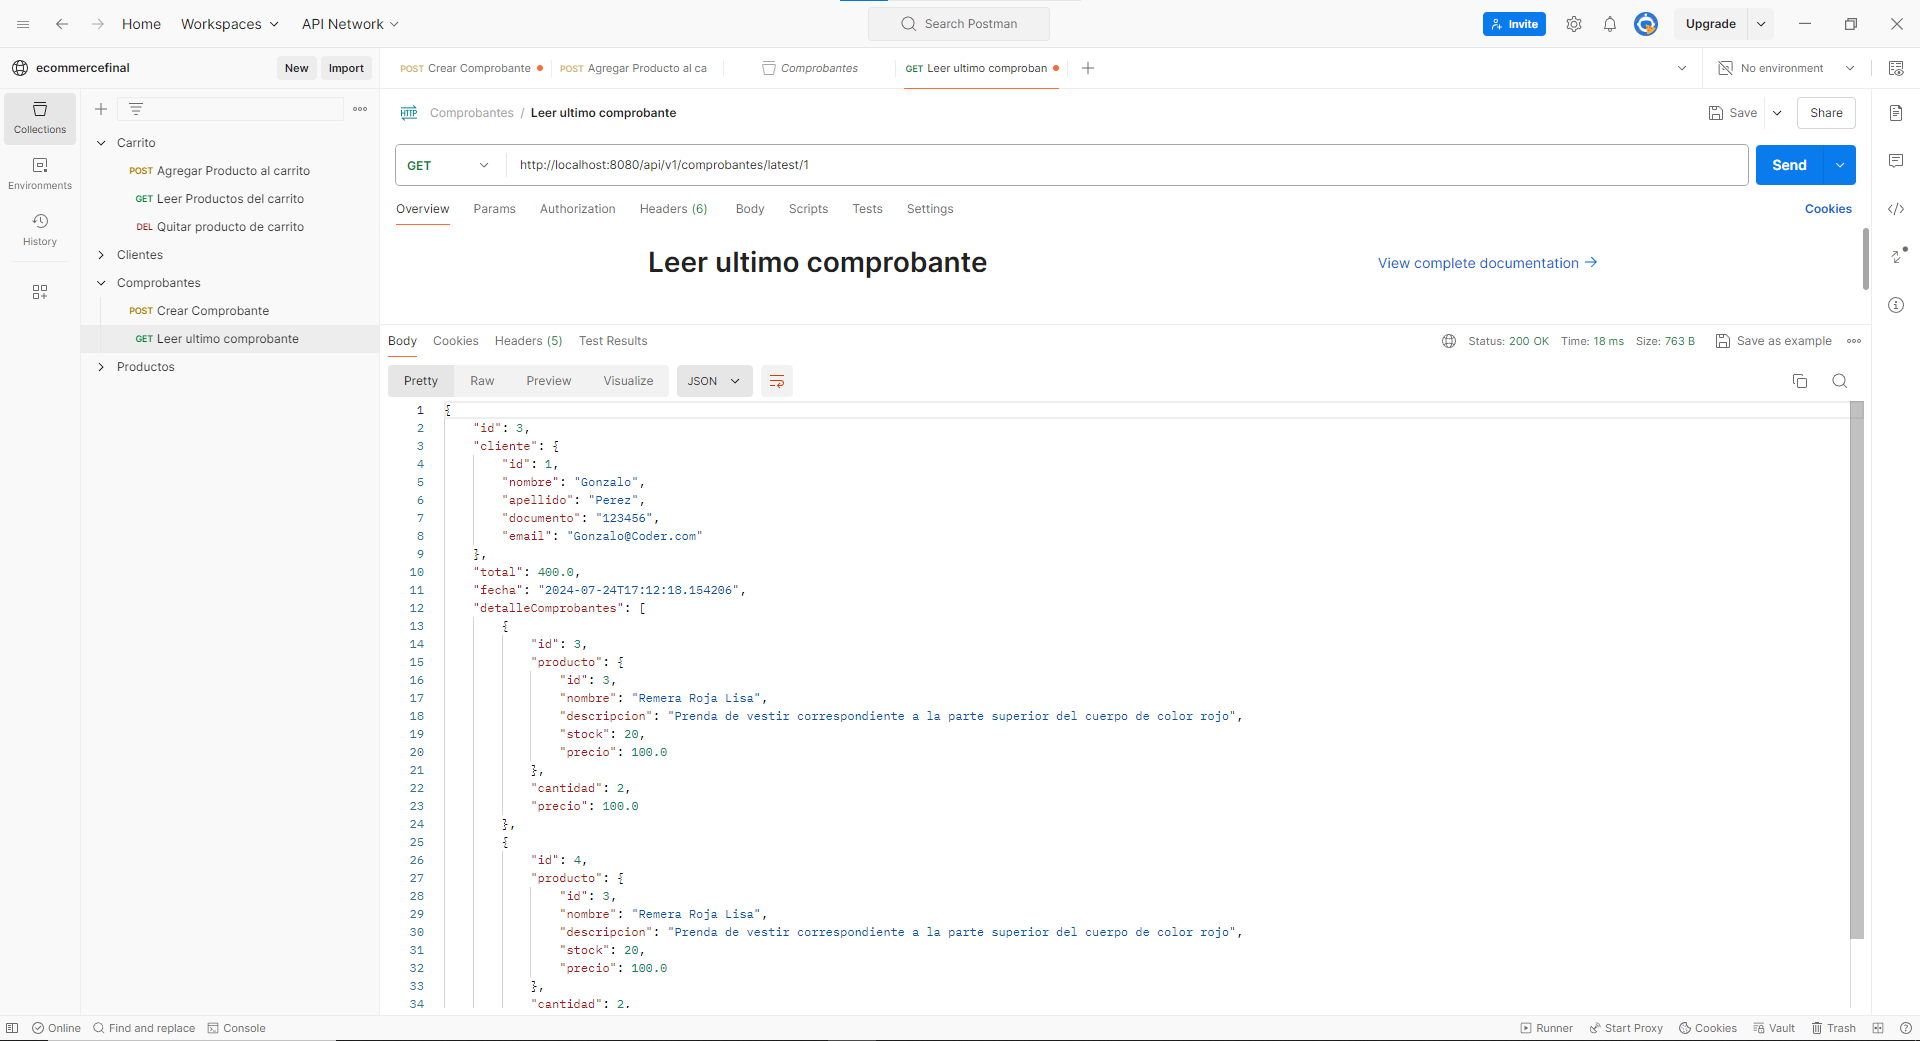 Home Workspaces API Network Search Postman Invite Upgrade
ecommercefinal New Import POST Crear Comprobante POST Agregar Producto al ca Comprobantes GET Leer ultimo comproban No environment
Collections
Environments
History
Carrito
POST Agregar Producto al carrito
GET Leer Productos del carrito
DEL Quitar producto de carrito
Clientes
Comprobantes
POST Crear Comprobante
GET Leer ultimo comprobante
Productos
HTTP Comprobantes / Leer ultimo comprobante Save Share
GET http://localhost:8080/api/v1/comprobantes/latest/1 Send
Overview Params Authorization Headers (6) Body Scripts Tests Settings Cookies
Leer ultimo comprobante View complete documentation →
Body Cookies Headers (5) Test Results Status: 200 OK Time: 18 ms Size: 763 B Save as example
Pretty Raw Preview Visualize JSON
1 {
2 "id": 3,
3 "cliente": {
4 "id": 1,
5 "nombre": "Gonzalo",
6 "apellido": "Perez",
7 "documento": "123456",
8 "email": "Gonzalo@Coder.com"
9 },
10 "total": 400.0,
11 "fecha": "2024-07-24T17:12:18.154206",
12 "detalleComprobantes": [
13 {
14 "id": 3,
15 "producto": {
16 "id": 3,
17 "nombre": "Remera Roja Lisa",
18 "descripcion": "Prenda de vestir correspondiente a la parte superior del cuerpo de color rojo",
19 "stock": 20,
20 "precio": 100.0
21 },
22 "cantidad": 2,
23 "precio": 100.0
24 },
25 {
26 "id": 4,
27 "producto": {
28 "id": 3,
29 "nombre": "Remera Roja Lisa",
30 "descripcion": "Prenda de vestir correspondiente a la parte superior del cuerpo de color rojo",
31 "stock": 20,
32 "precio": 100.0
33 },
34 "cantidad": 2,
Online Find and replace Console Runner Start Proxy Cookies Vault Trash